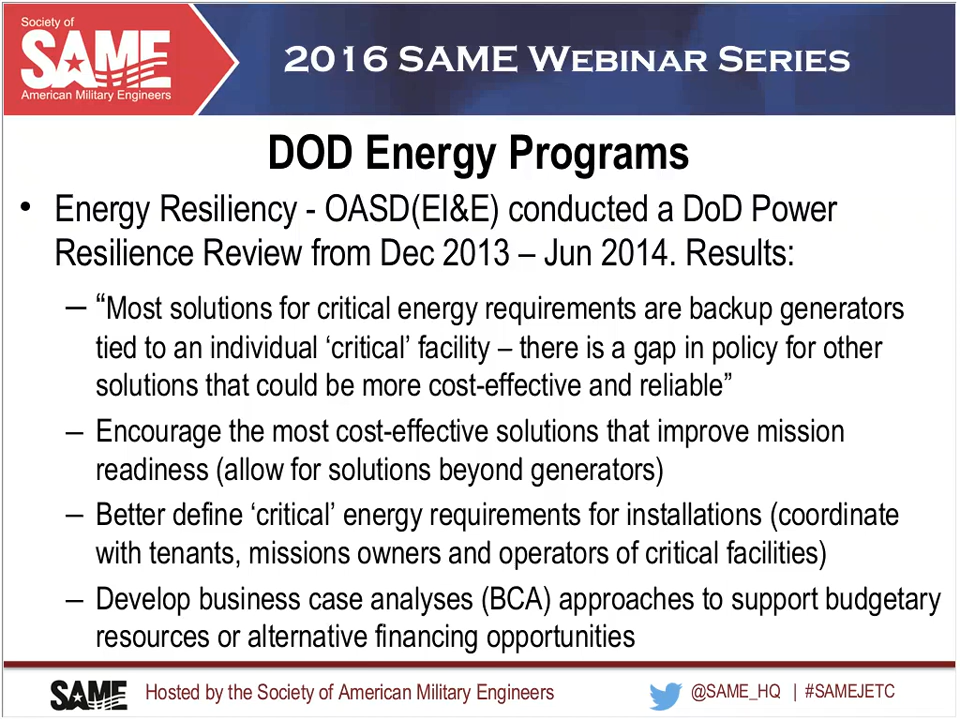 Society of
SAME
American Military Engineers
2016 SAME WEBINAR SERIES
DOD Energy Programs
• Energy Resiliency - OASD(EI&E) conducted a DoD Power
Resilience Review from Dec 2013 – Jun 2014. Results:
– “Most solutions for critical energy requirements are backup generators
tied to an individual ‘critical’ facility – there is a gap in policy for other
solutions that could be more cost-effective and reliable”
– Encourage the most cost-effective solutions that improve mission
readiness (allow for solutions beyond generators)
– Better define ‘critical’ energy requirements for installations (coordinate
with tenants, missions owners and operators of critical facilities)
– Develop business case analyses (BCA) approaches to support budgetary
resources or alternative financing opportunities
SAME Hosted by the Society of American Military Engineers @SAME_HQ | #SAMEJETC